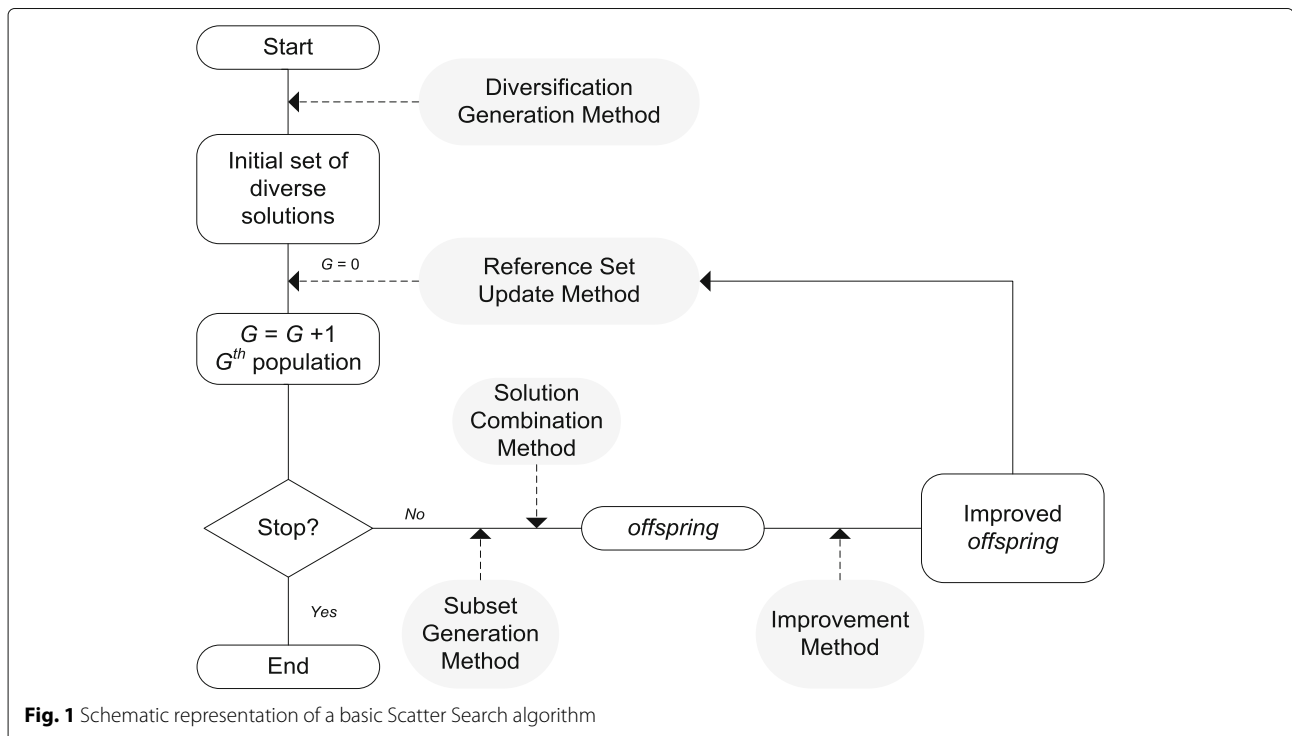 Start
Diversification
Generation Method
Initial set of
diverse
solutions
G = 0
Reference Set
Update Method
G = G +1
Gth population
Solution
Combination
Method
Stop?
No
offspring
Improved
offspring
Yes
Subset
Generation
Method
Improvement
Method
End
Fig. 1 Schematic representation of a basic Scatter Search algorithm